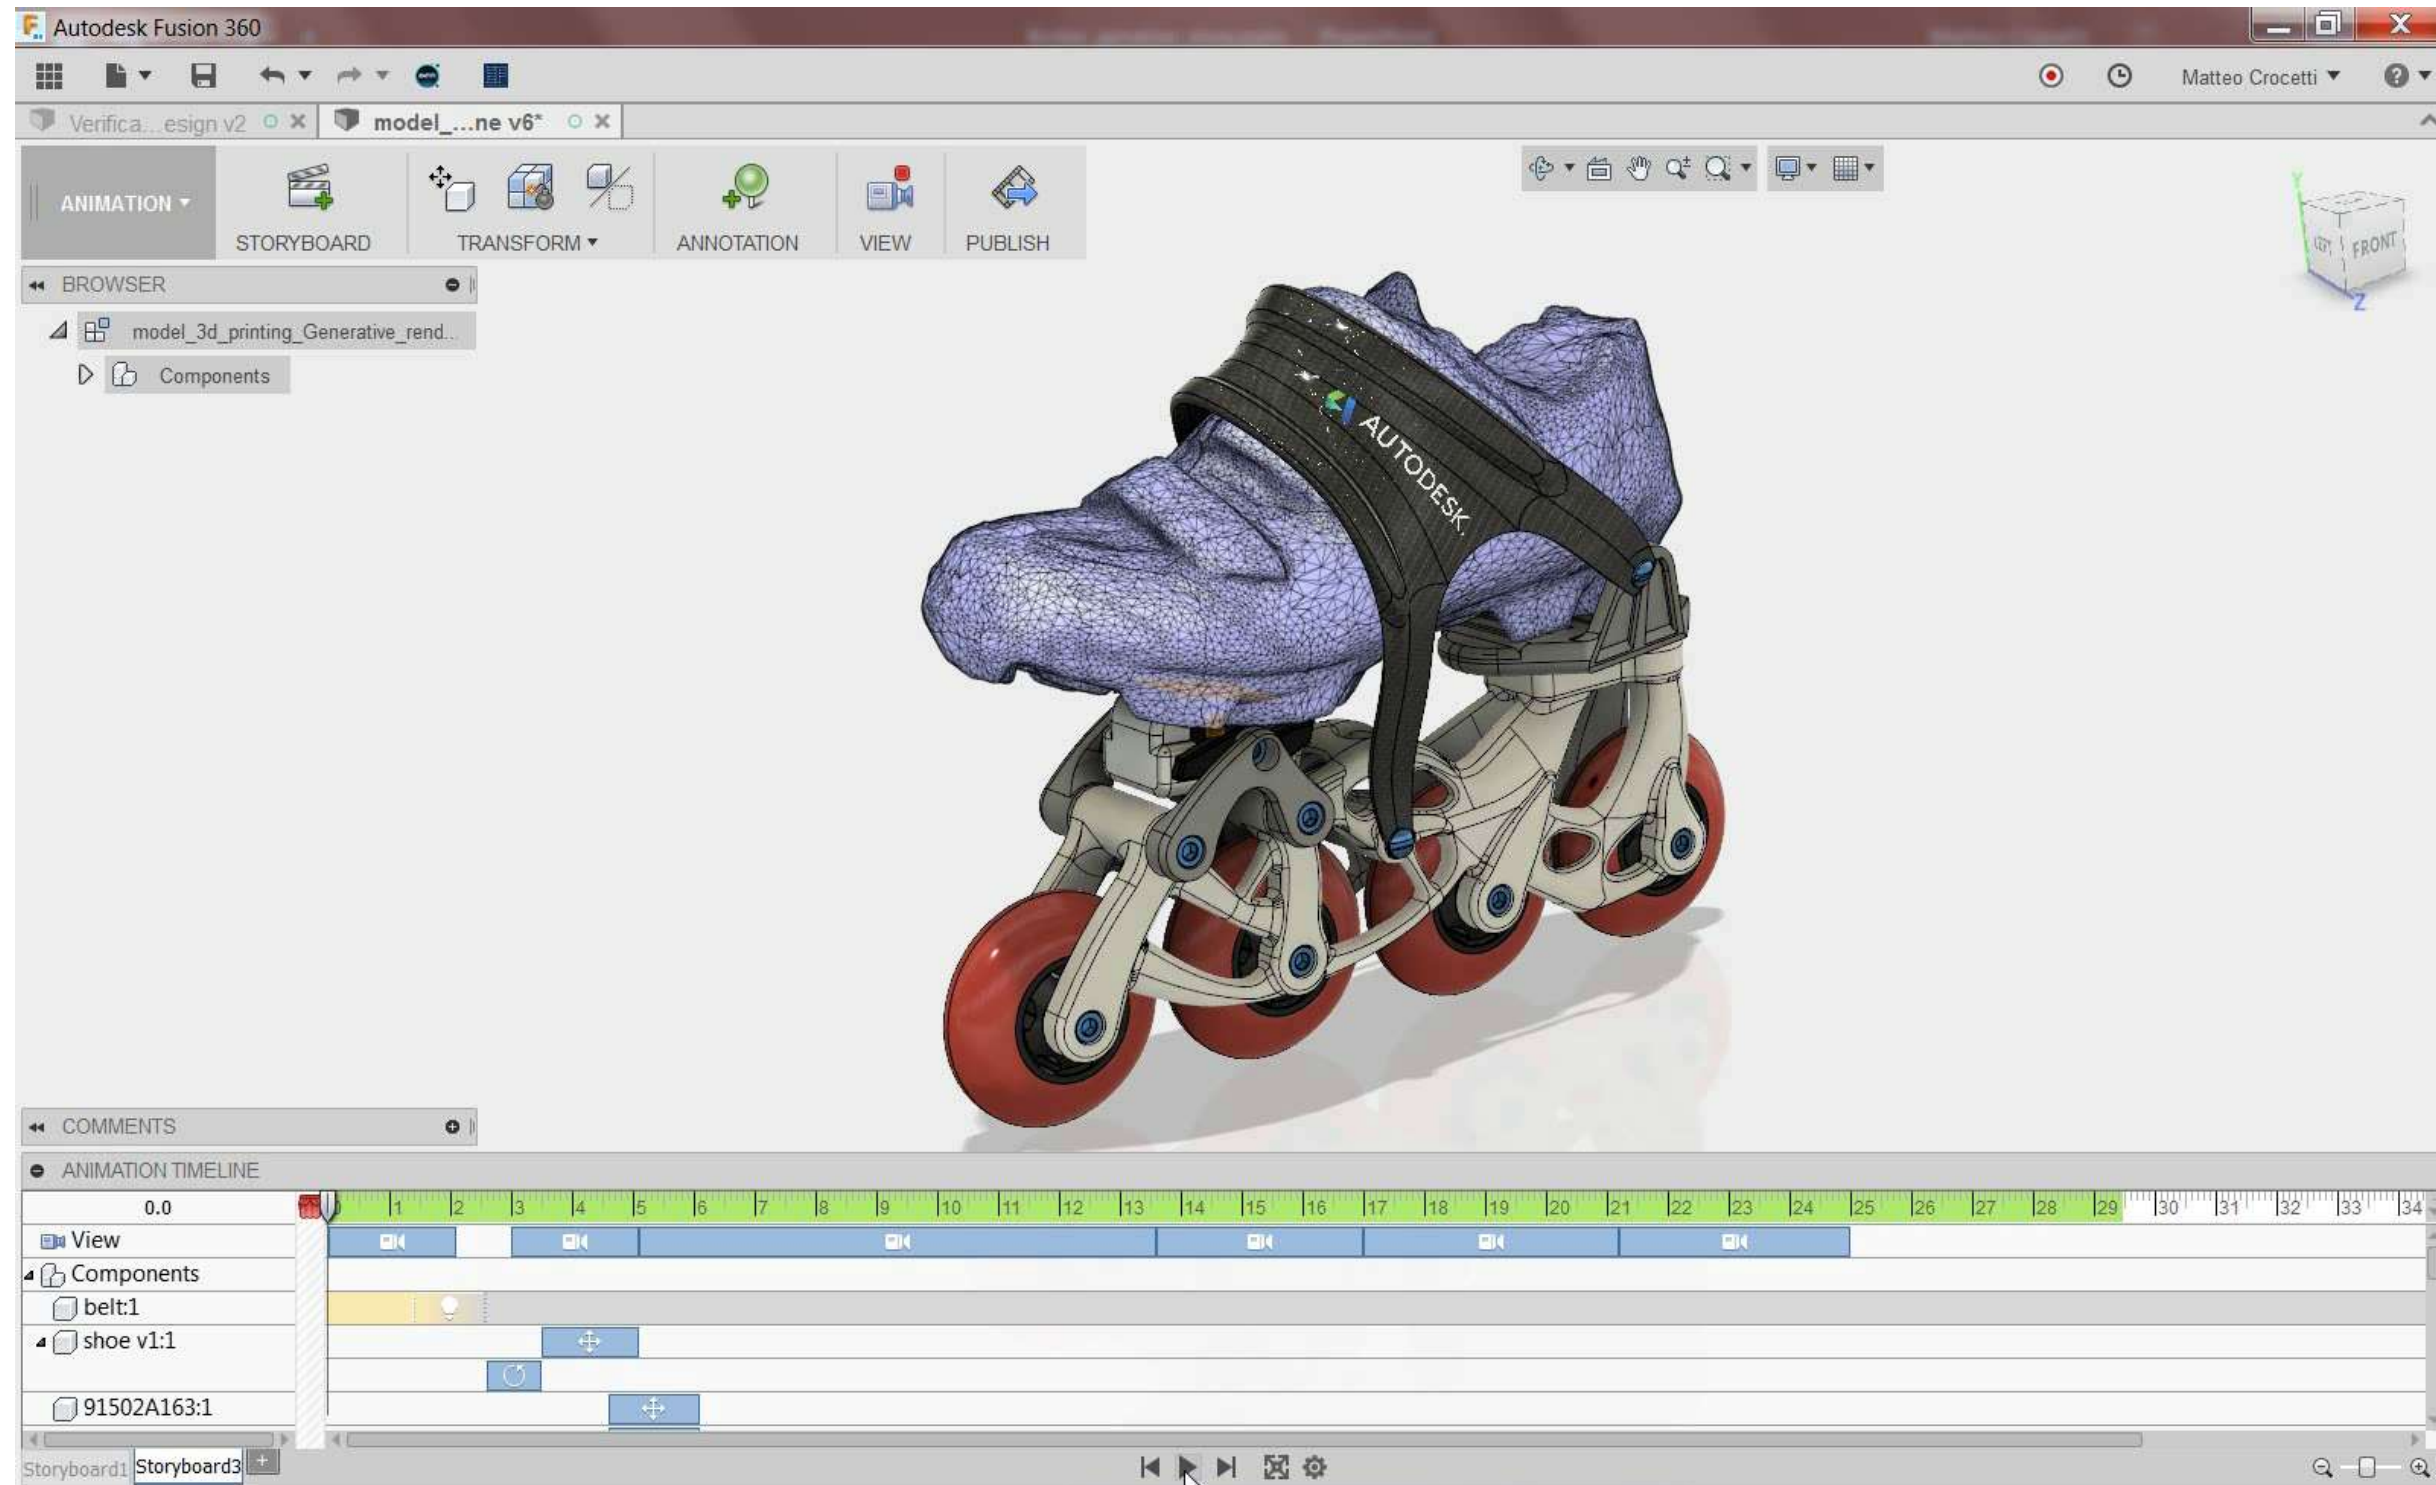 Autodesk Fusion 360
Matteo Crocetti
Verifica...esign v2
model_...ne v6*
ANIMATION
STORYBOARD
TRANSFORM
ANNOTATION
VIEW
PUBLISH
Y
LEFT
FRONT
Z
BROWSER
model_3d_printing_Generative_rend...
Components
AUTODESK.
COMMENTS
ANIMATION TIMELINE
0.0
1 2 3 4 5 6 7 8 9 10 11 12 13 14 15 16 17 18 19 20 21 22 23 24 25 26 27 28 29 30 31 32 33 34
View
Components
belt:1
shoe v1:1
91502A163:1
Storyboard1
Storyboard3